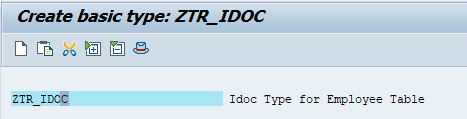 Create basic type: ZTR_IDOC
ZTR_IDOC Idoc Type for Employee Table